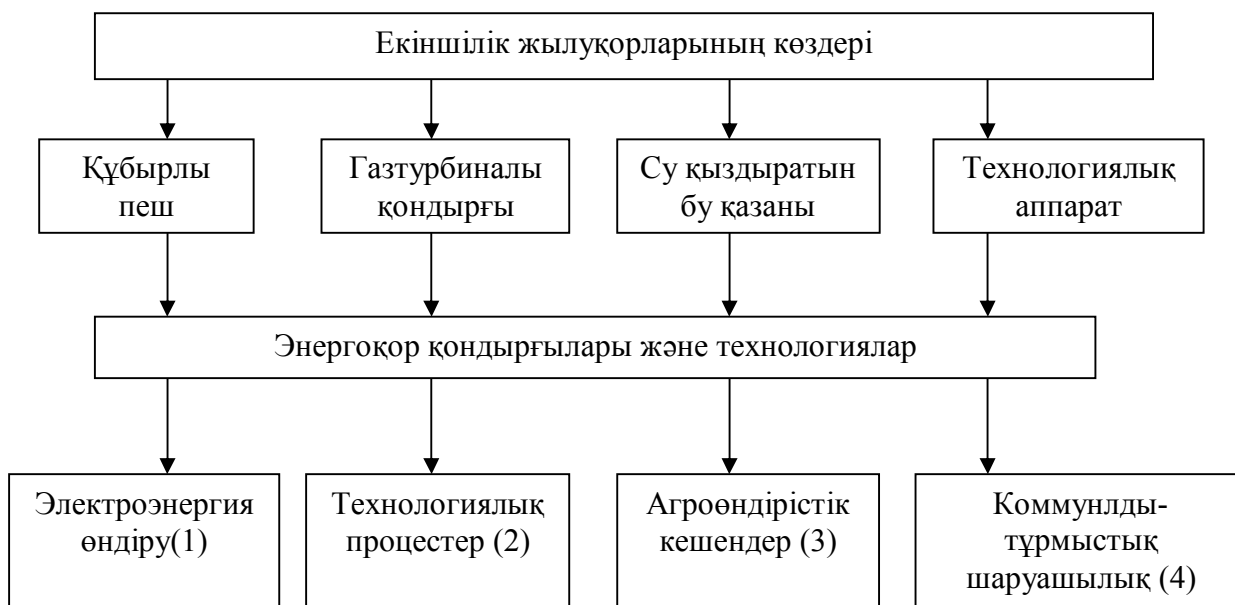 Екіншілік жылуқорларының көздері
Құбырлы
пеш
Газтурбиналы
қондырғы
Су қыздыратын
бу қазаны
Технологиялық
аппарат
Энергоқор қондырғылары және технологиялар
Электроэнергия
өндіру(1)
Технологиялық
процестер (2)
Агроөндірістік
кешендер (3)
Коммунлды-
тұрмыстық
шаруашылық (4)